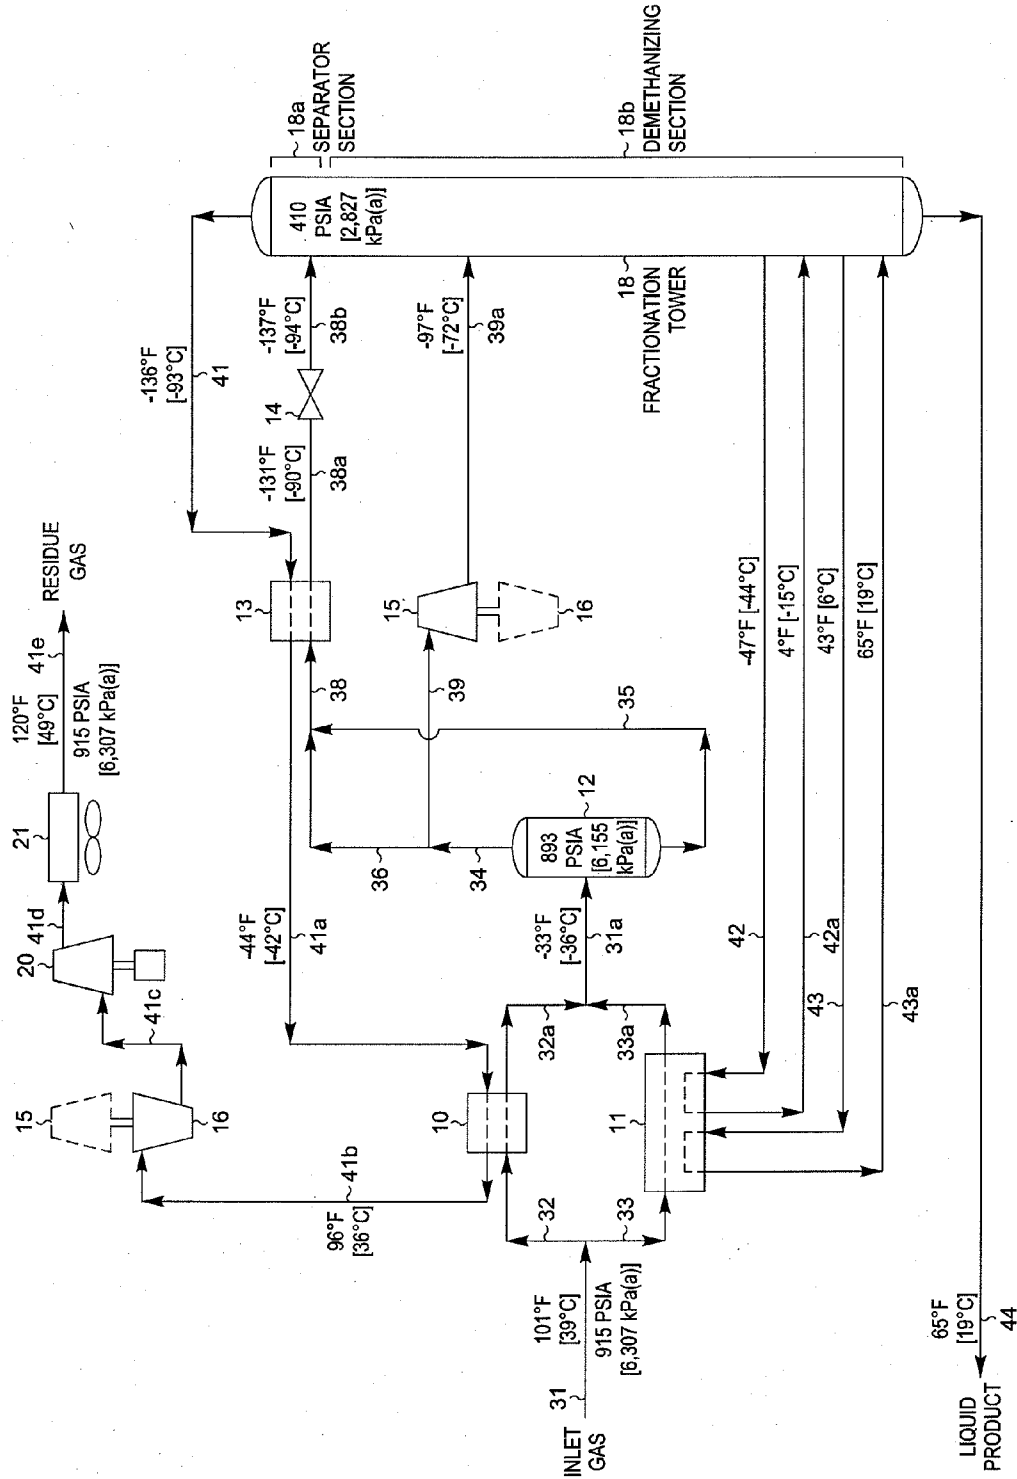 INLET
GAS
31
101°F
[39°C]
915 PSIA
[6,307 kPa(a)]
32
33
10
11
32a
33a
-33°F
[-36°C]
31a
893
PSIA
[6,155
kPa(a)]
12
34
36
35
39
38
13
-131°F
[-90°C]
38a
14
-137°F
[-94°C]
38b
15
16
-97°F
[-72°C]
39a
410
PSIA
[2,827
kPa(a)]
18a
SEPARATOR
SECTION
18b
DEMETHANIZING
SECTION
18
FRACTIONATION
TOWER
-136°F
[-93°C]
41
-44°F
[-42°C]
41a
96°F
[36°C]
41b
15
16
41c
20
41d
21
120°F
[49°C]
41e
915 PSIA
[6,307 kPa(a)]
RESIDUE
GAS
-47°F [-44°C]
42
4°F [-15°C]
42a
43°F [6°C]
43
65°F [19°C]
43a
65°F
[19°C]
44
LIQUID
PRODUCT